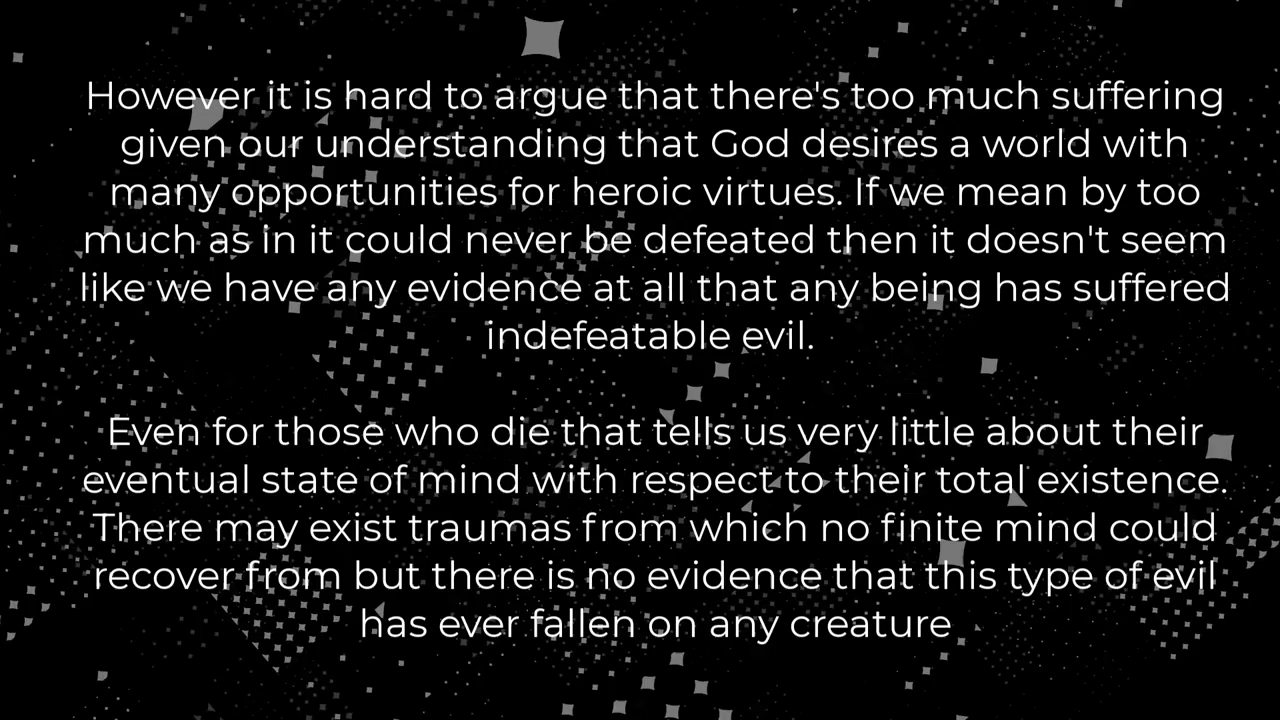 However it is hard to argue that there's too much suffering
given our understanding that God desires a world with
many opportunities for heroic virtues. If we mean by too
much as in it could never be defeated then it doesn't seem
like we have any evidence at all that any being has suffered
indefeatable evil.
Even for those who die that tells us very little about their
eventual state of mind with respect to their total existence.
There may exist traumas from which no finite mind could
recover from but there is no evidence that this type of evil
has ever fallen on any creature